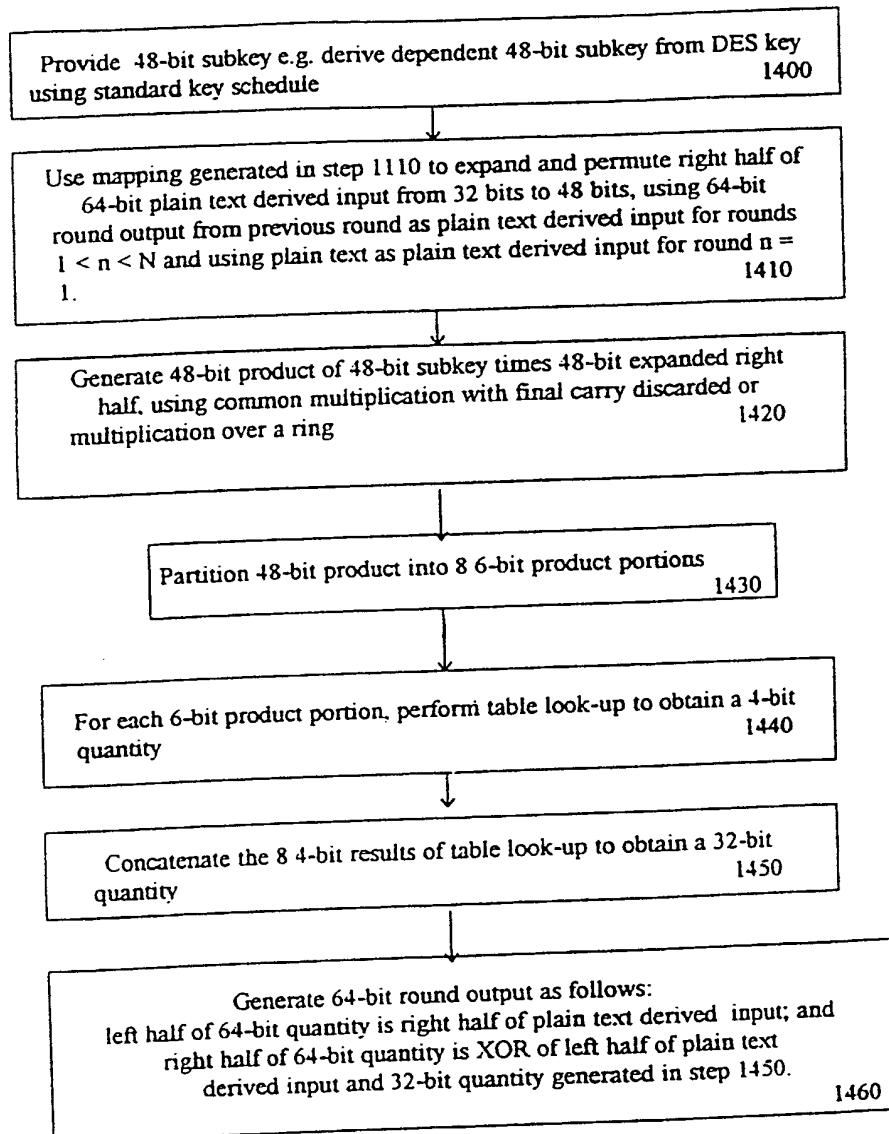 Provide 48-bit subkey e.g. derive dependent 48-bit subkey from DES key
using standard key schedule
1400
Use mapping generated in step 1110 to expand and permute right half of
64-bit plain text derived input from 32 bits to 48 bits, using 64-bit
round output from previous round as plain text derived input for rounds
1 < n < N and using plain text as plain text derived input for round n =
1.
1410
Generate 48-bit product of 48-bit subkey times 48-bit expanded right
half, using common multiplication with final carry discarded or
multiplication over a ring
1420
Partition 48-bit product into 8 6-bit product portions
1430
For each 6-bit product portion, perform table look-up to obtain a 4-bit
quantity
1440
Concatenate the 8 4-bit results of table look-up to obtain a 32-bit
quantity
1450
Generate 64-bit round output as follows:
left half of 64-bit quantity is right half of plain text derived input; and
right half of 64-bit quantity is XOR of left half of plain text
derived input and 32-bit quantity generated in step 1450.
1460